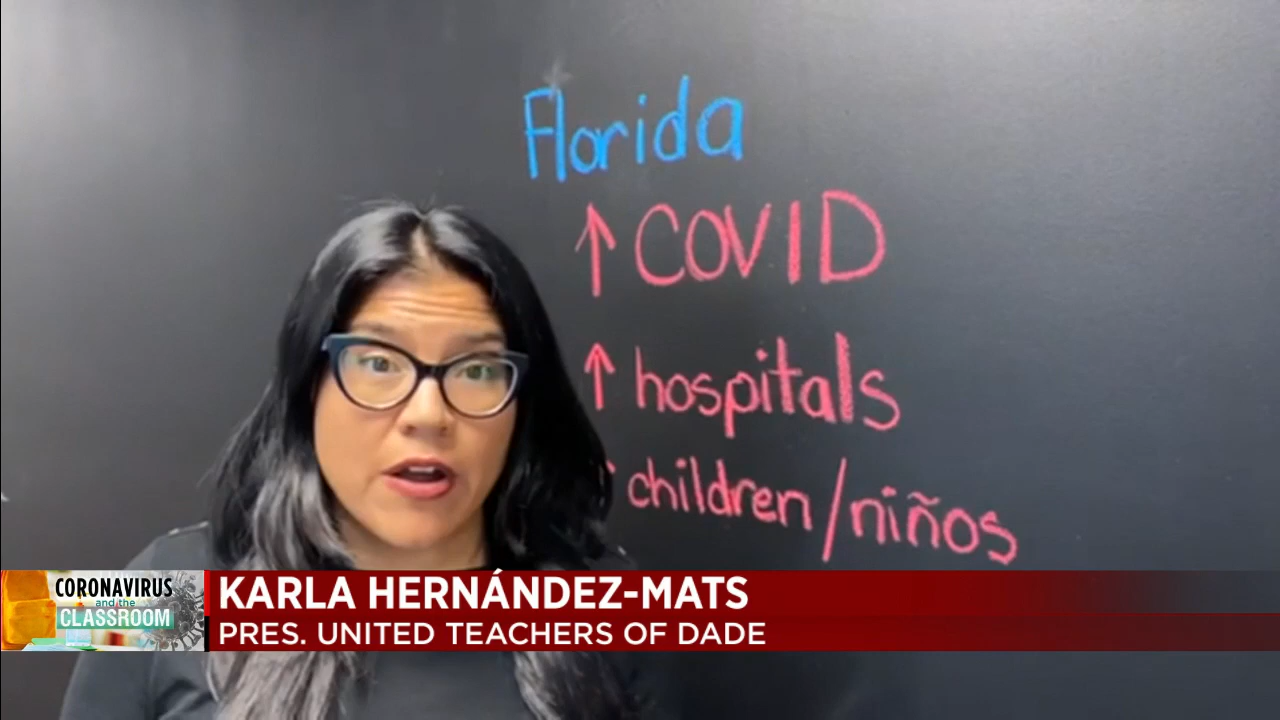 Florida
↑ COVID
↑ hospitals
children/niños
CORONAVIRUS
and the
CLASSROOM
KARLA HERNÁNDEZ-MATS
PRES. UNITED TEACHERS OF DADE